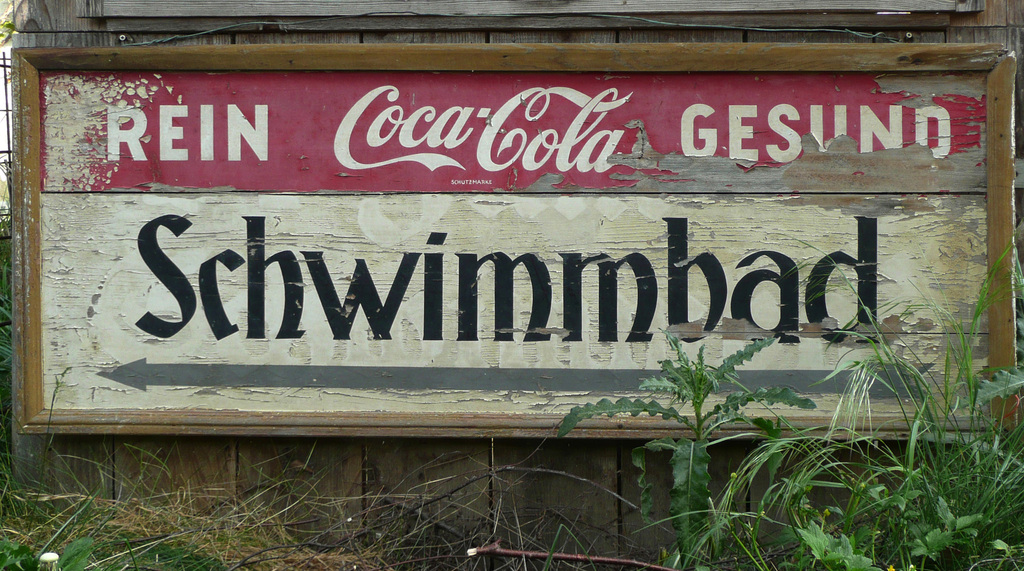 REIN Coca-Cola GESUND
SCHUTZMARKE
Schwimmbad